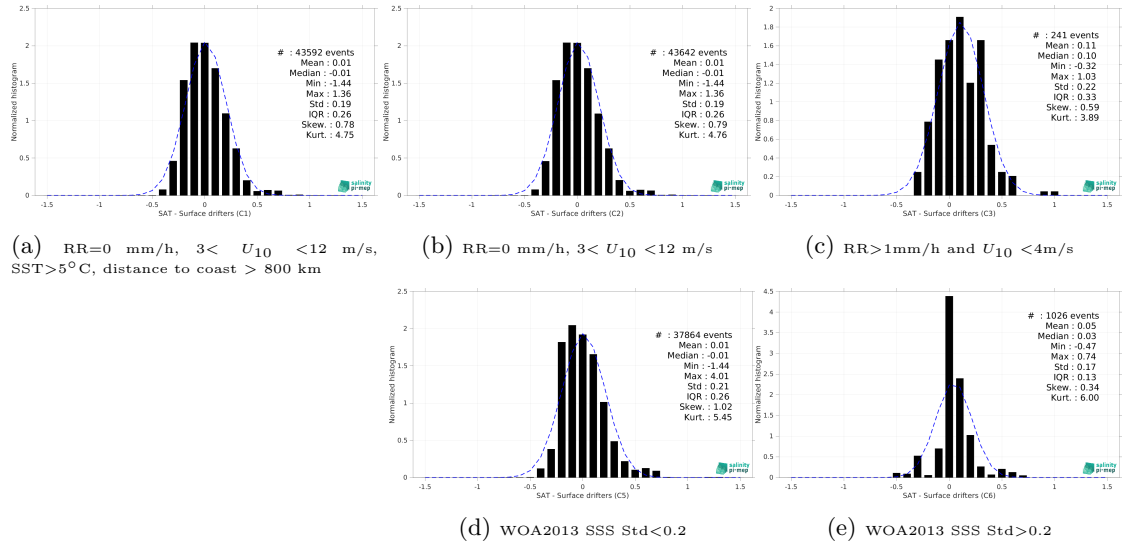 2.5
2
1.5
1
0.5
0
Normalized histogram
# : 43592 events
Mean : 0.01
Median : -0.01
Min : -1.44
Max : 1.36
Std : 0.19
IQR : 0.26
Skew. : 0.78
Kurt. : 4.75
salinity
pi-mep
-1.5 -1 -0.5 0 0.5 1 1.5
SAT - Surface drifters (C1)
(a) RR=0 mm/h, 3< U10 <12 m/s,
SST>5°C, distance to coast > 800 km
2.5
2
1.5
1
0.5
0
Normalized histogram
# : 43642 events
Mean : 0.01
Median : -0.01
Min : -1.44
Max : 1.36
Std : 0.19
IQR : 0.26
Skew. : 0.79
Kurt. : 4.76
salinity
pi-mep
-1.5 -1 -0.5 0 0.5 1 1.5
SAT - Surface drifters (C2)
(b) RR=0 mm/h, 3< U10 <12 m/s
2
1.8
1.6
1.4
1.2
1
0.8
0.6
0.4
0.2
0
Normalized histogram
# : 241 events
Mean : 0.11
Median : 0.10
Min : -0.32
Max : 1.03
Std : 0.22
IQR : 0.33
Skew. : 0.59
Kurt. : 3.89
salinity
pi-mep
-1.5 -1 -0.5 0 0.5 1 1.5
SAT - Surface drifters (C3)
(c) RR>1mm/h and U10 <4m/s
2.5
2
1.5
1
0.5
0
Normalized histogram
# : 37864 events
Mean : 0.01
Median : -0.01
Min : -1.44
Max : 4.01
Std : 0.21
IQR : 0.26
Skew. : 1.02
Kurt. : 5.45
salinity
pi-mep
-1.5 -1 -0.5 0 0.5 1 1.5
SAT - Surface drifters (C5)
(d) WOA2013 SSS Std<0.2
4.5
4
3.5
3
2.5
2
1.5
1
0.5
0
Normalized histogram
# : 1026 events
Mean : 0.05
Median : 0.03
Min : -0.47
Max : 0.74
Std : 0.17
IQR : 0.13
Skew. : 0.34
Kurt. : 6.00
salinity
pi-mep
-1.5 -1 -0.5 0 0.5 1 1.5
SAT - Surface drifters (C6)
(e) WOA2013 SSS Std>0.2